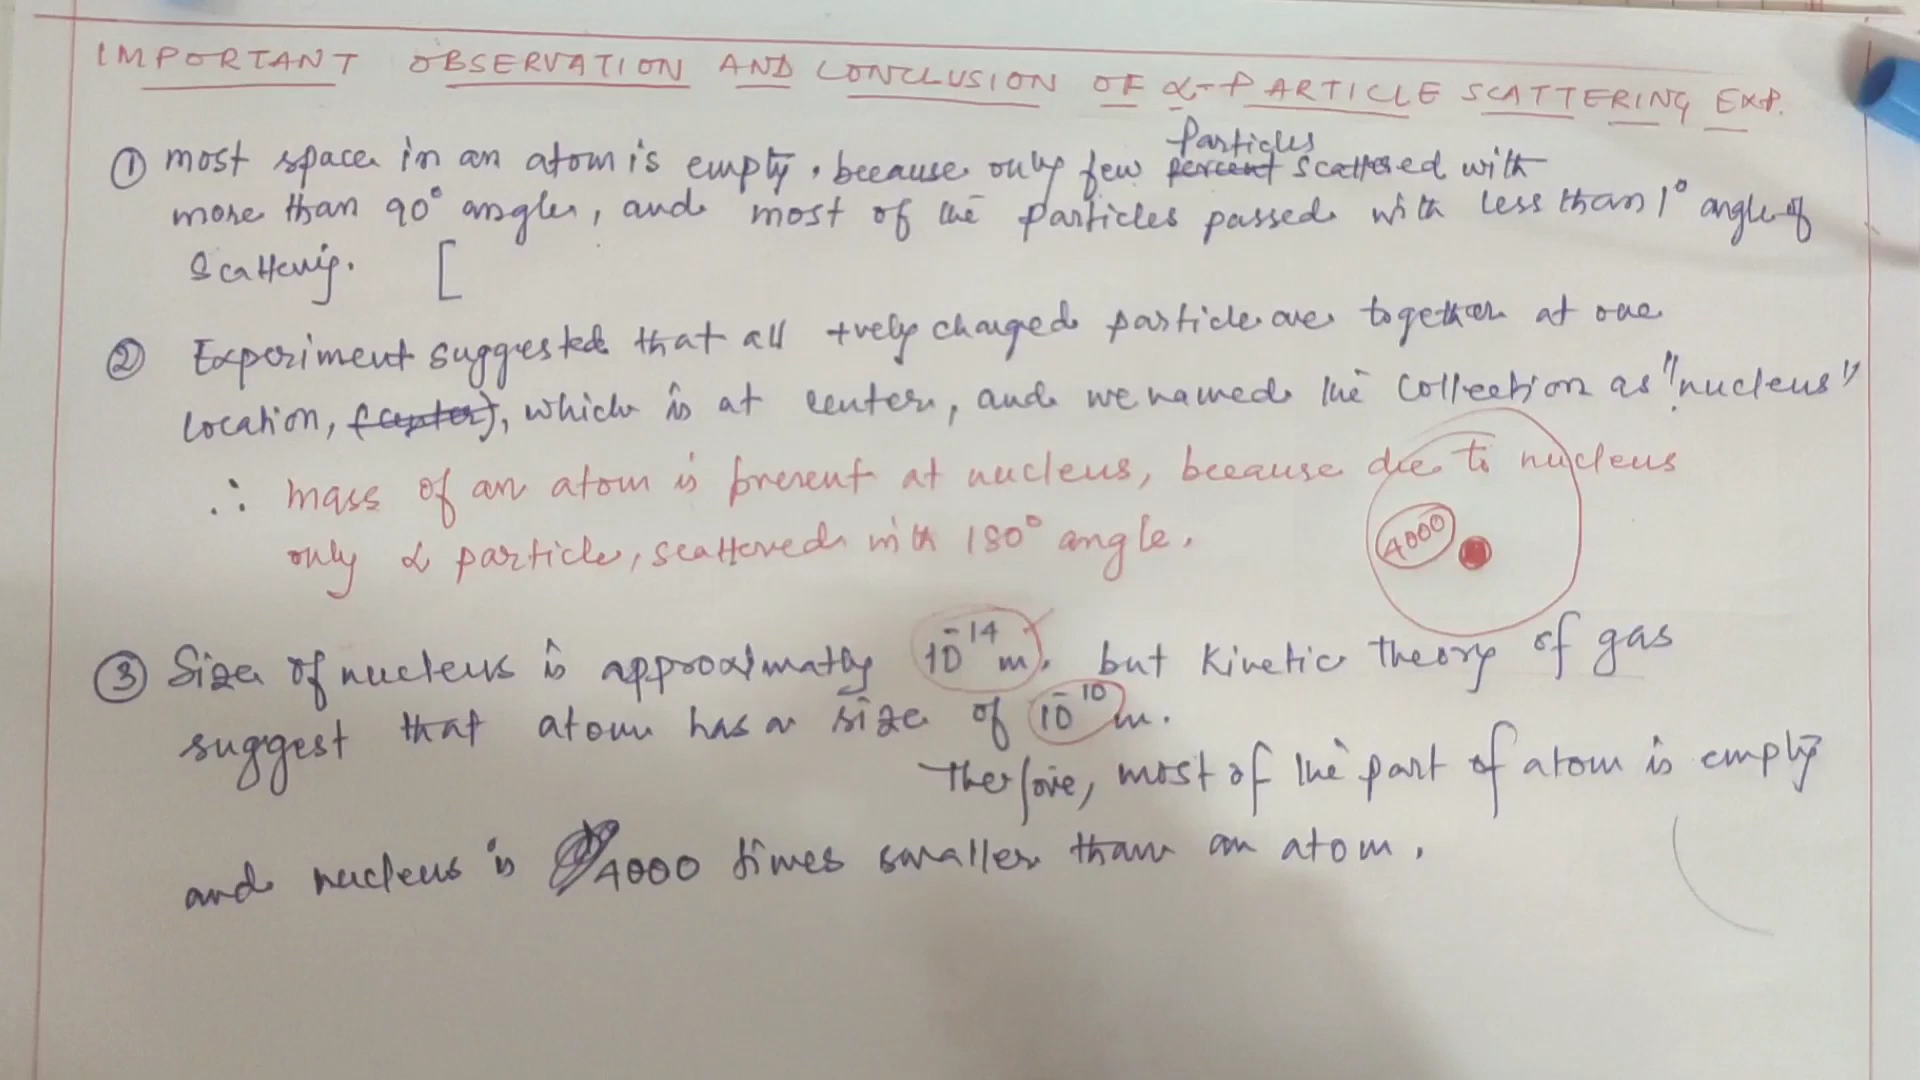 IMPORTANT OBSERVATION AND CONCLUSION OF α-PARTICLE SCATTERING EXP.
① most space in an atom is empty, because only few particles percent scattered with
more than 90° angle, and most of the particles passed with less than 1° angle of
scattering. [
② Experiment suggested that all +vely charged particle are together at one
location, (center), which is at center, and we named the collection as "nucleus"
∴ mass of an atom is present at nucleus, because due to nucleus
only α particle, scattered with 180° angle.
4000
③ Size of nucleus is approximatly 10⁻¹⁴ m. but kinetic theory of gas
suggest that atom has a size of 10⁻¹⁰ m.
Therfore, most of the part of atom is empty
and nucleus is 4000 times smaller than an atom.